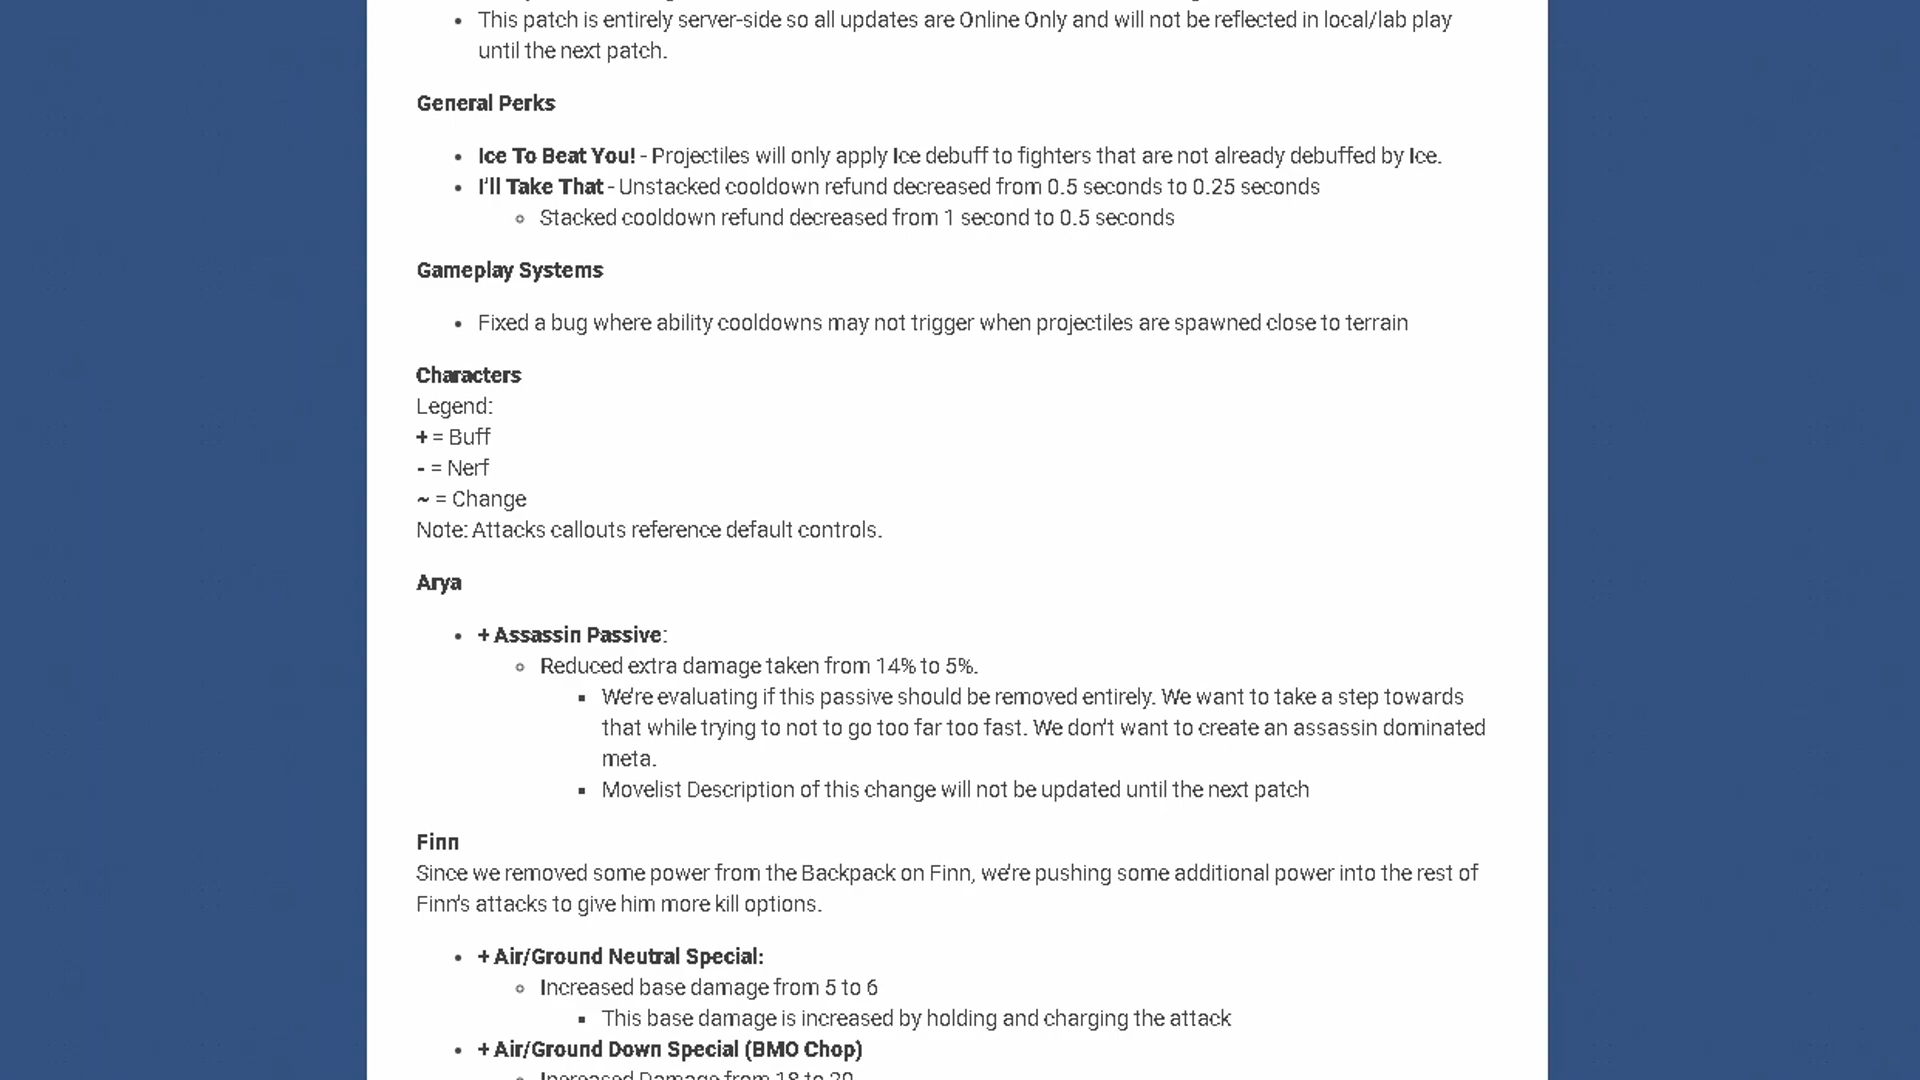 This patch is entirely server-side so all updates are Online Only and will not be reflected in local/lab play
until the next patch.
General Perks
Ice To Beat You! - Projectiles will only apply Ice debuff to fighters that are not already debuffed by Ice.
I'll Take That - Unstacked cooldown refund decreased from 0.5 seconds to 0.25 seconds
Stacked cooldown refund decreased from 1 second to 0.5 seconds
Gameplay Systems
Fixed a bug where ability cooldowns may not trigger when projectiles are spawned close to terrain
Characters
Legend:
+ = Buff
- = Nerf
~ = Change
Note: Attacks callouts reference default controls.
Arya
+ Assassin Passive:
Reduced extra damage taken from 14% to 5%.
We're evaluating if this passive should be removed entirely. We want to take a step towards
that while trying to not to go too far too fast. We don't want to create an assassin dominated
meta.
Movelist Description of this change will not be updated until the next patch
Finn
Since we removed some power from the Backpack on Finn, we're pushing some additional power into the rest of
Finn's attacks to give him more kill options.
+ Air/Ground Neutral Special:
Increased base damage from 5 to 6
This base damage is increased by holding and charging the attack
+ Air/Ground Down Special (BMO Chop)
Increased Damage from 18 to 20